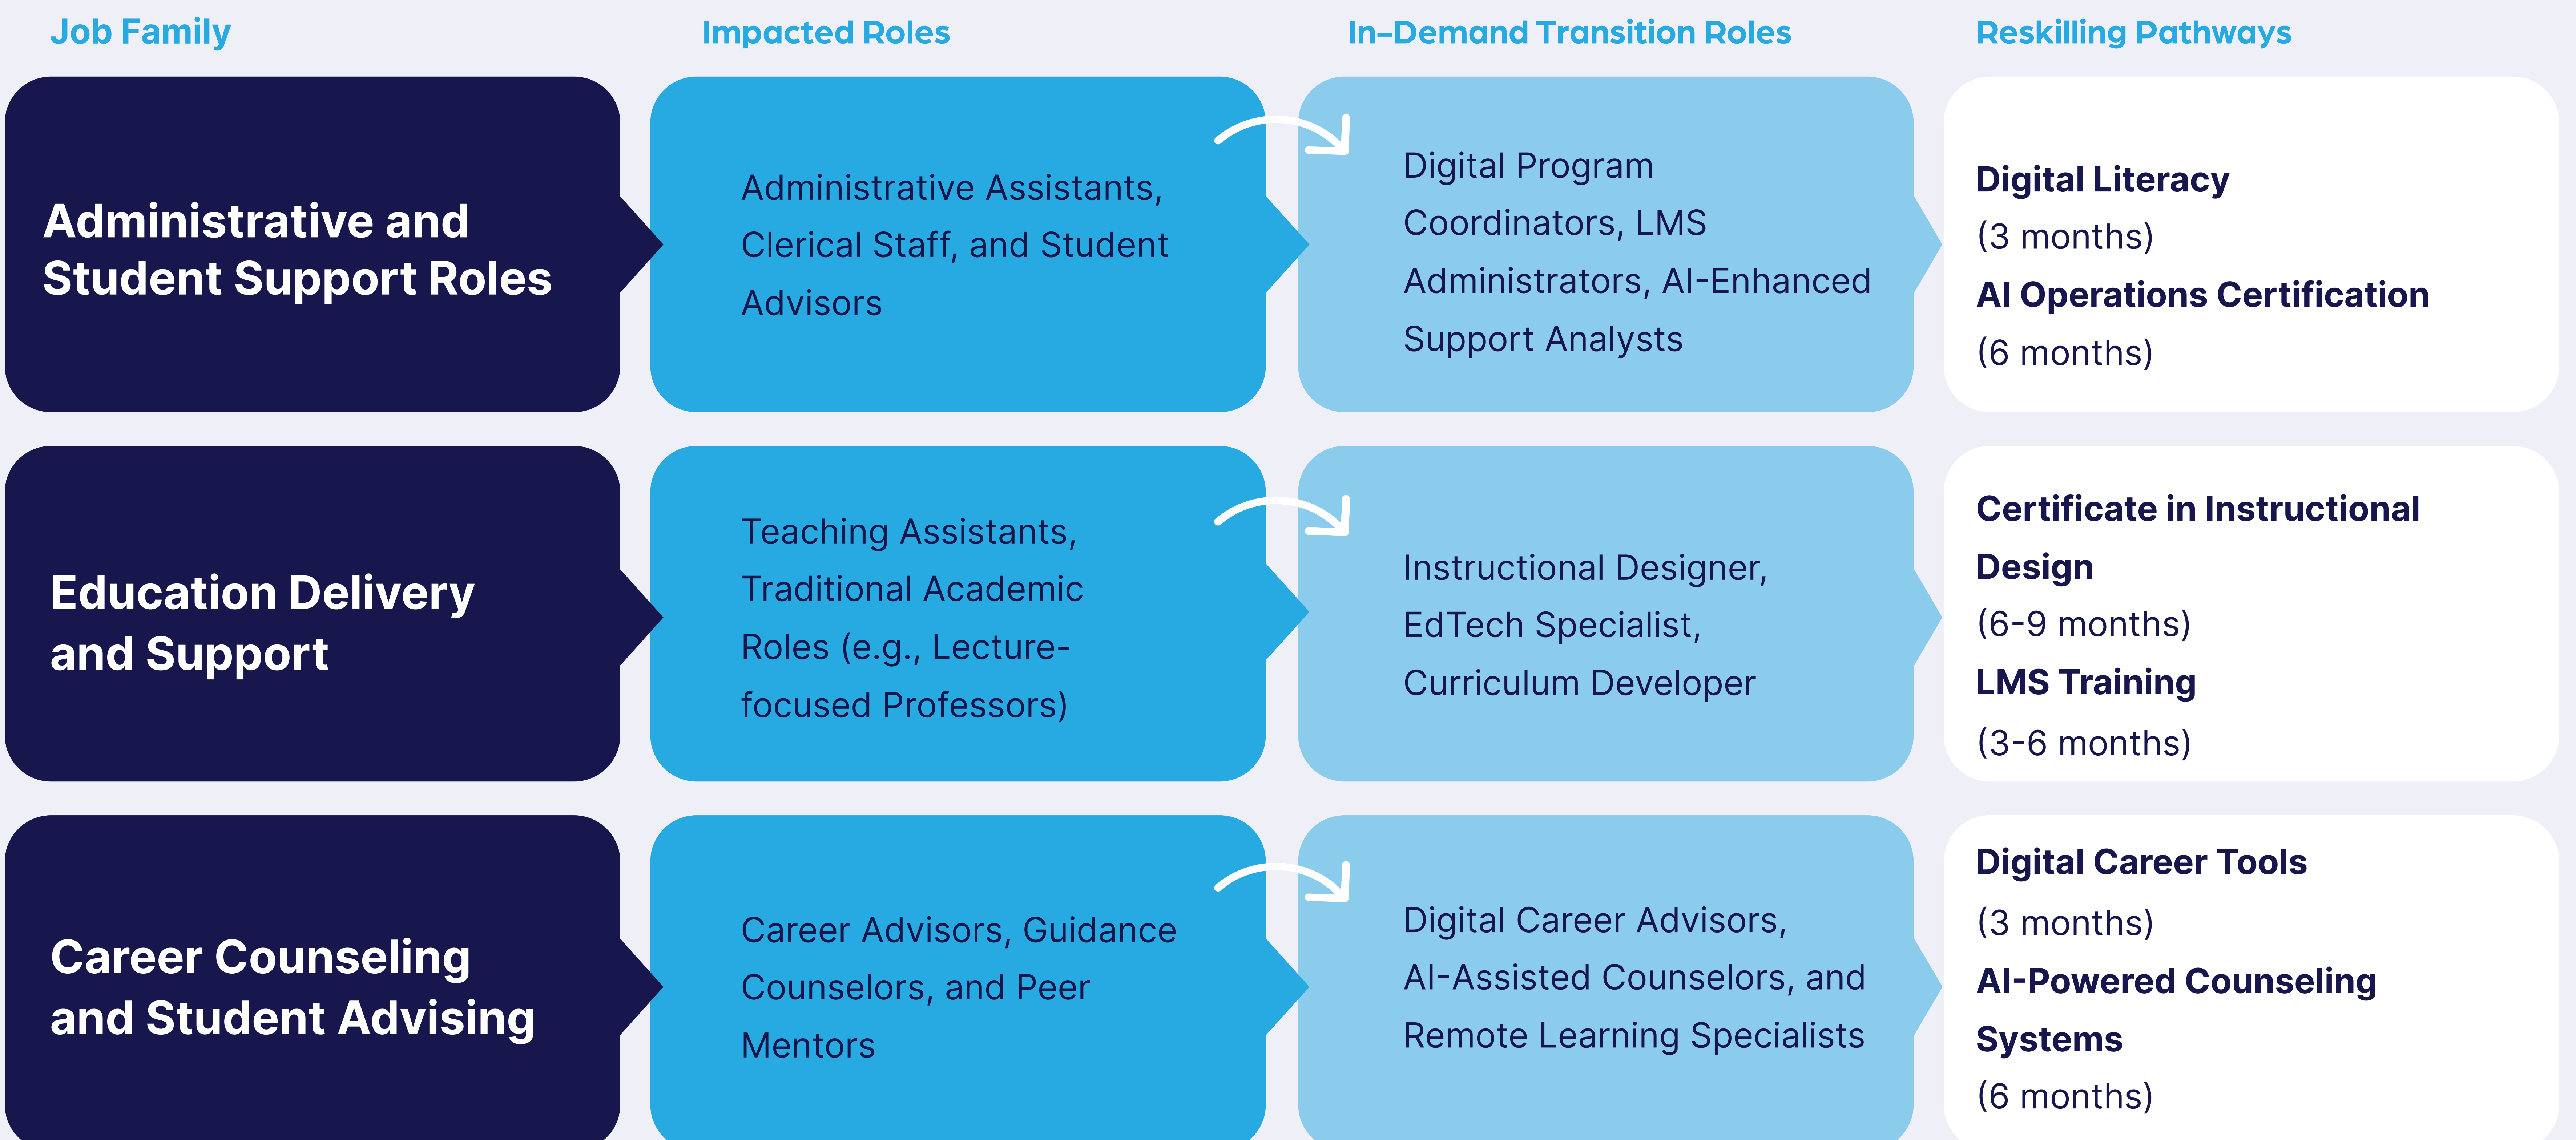 Job Family
Impacted Roles
In-Demand Transition Roles
Reskilling Pathways
Administrative and
Student Support Roles
Administrative Assistants,
Clerical Staff, and Student
Advisors
Digital Program
Coordinators, LMS
Administrators, AI-Enhanced
Support Analysts
Digital Literacy
(3 months)
AI Operations Certification
(6 months)
Education Delivery
and Support
Teaching Assistants,
Traditional Academic
Roles (e.g., Lecture-
focused Professors)
Instructional Designer,
EdTech Specialist,
Curriculum Developer
Certificate in Instructional
Design
(6-9 months)
LMS Training
(3-6 months)
Career Counseling
and Student Advising
Career Advisors, Guidance
Counselors, and Peer
Mentors
Digital Career Advisors,
AI-Assisted Counselors, and
Remote Learning Specialists
Digital Career Tools
(3 months)
AI-Powered Counseling
Systems
(6 months)